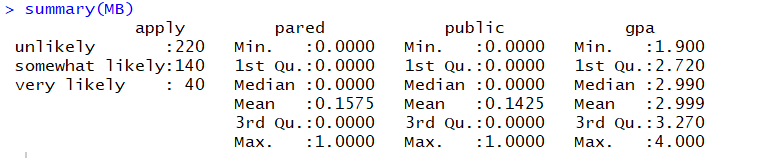 > summary(MB)
apply pared public gpa
unlikely :220 Min. :0.0000 Min. :0.0000 Min. :1.900
somewhat likely:140 1st Qu.:0.0000 1st Qu.:0.0000 1st Qu.:2.720
very likely : 40 Median :0.0000 Median :0.0000 Median :2.990
Mean :0.1575 Mean :0.1425 Mean :2.999
3rd Qu.:0.0000 3rd Qu.:0.0000 3rd Qu.:3.270
Max. :1.0000 Max. :1.0000 Max. :4.000